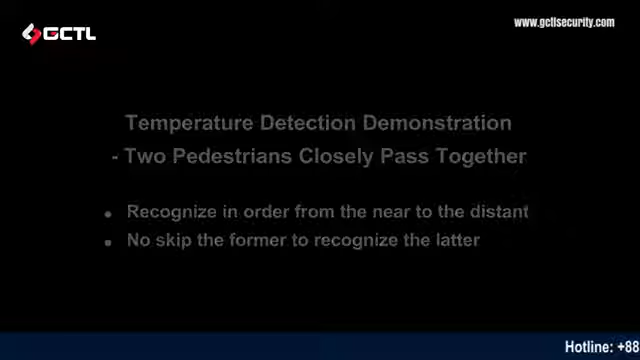 GCTL
www.gctlsecurity.com
Temperature Detection Demonstration
- Two Pedestrians Closely Pass Together
• Recognize in order from the near to the distant
• No skip the former to recognize the latter
Hotline: +88